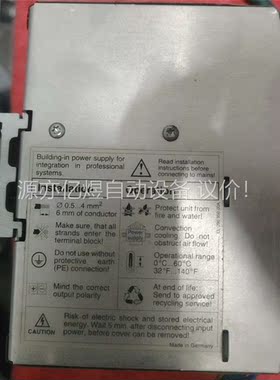 Building-in power supply for
integration in professional
systems.
Read installation
instructions before
connecting to mains!
源庄亿煜自动设备 议价!
Ø 0.5...4 mm²
6 mm of conductor
Make sure, that all
strands enter the
terminal block!
Do not use without
protective earth
(PE) connection!
Mind the correct
output polarity
Protect unit from
fire and water!
Power
supply
Convection
cooling. Do not
obstruct air flow!
Operational range
0°C...60°C
32°F...140°F
At end of life:
Send to approved
recycling service!
CAUTION
Risk of electric shock and stored electrical
energy. Wait 5 min. after disconnecting input
power, before cover can be removed!
Made in Germany